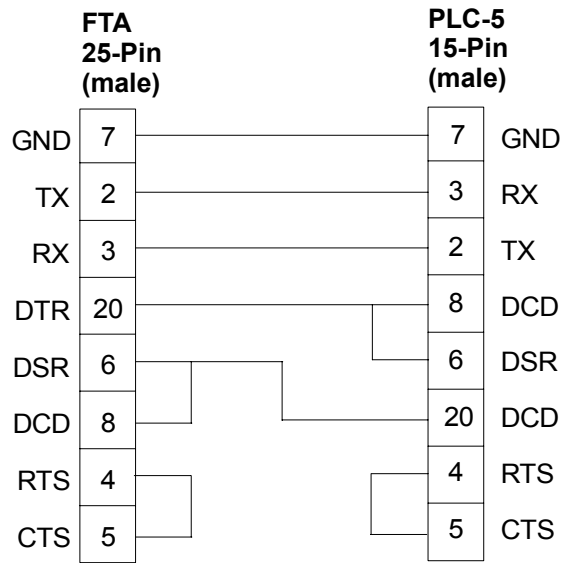 FTA
25-Pin
(male)
PLC-5
15-Pin
(male)
GND 7 7 GND
TX 2 3 RX
RX 3 2 TX
DTR 20 8 DCD
DSR 6 6 DSR
DCD 8 20 DCD
RTS 4 4 RTS
CTS 5 5 CTS